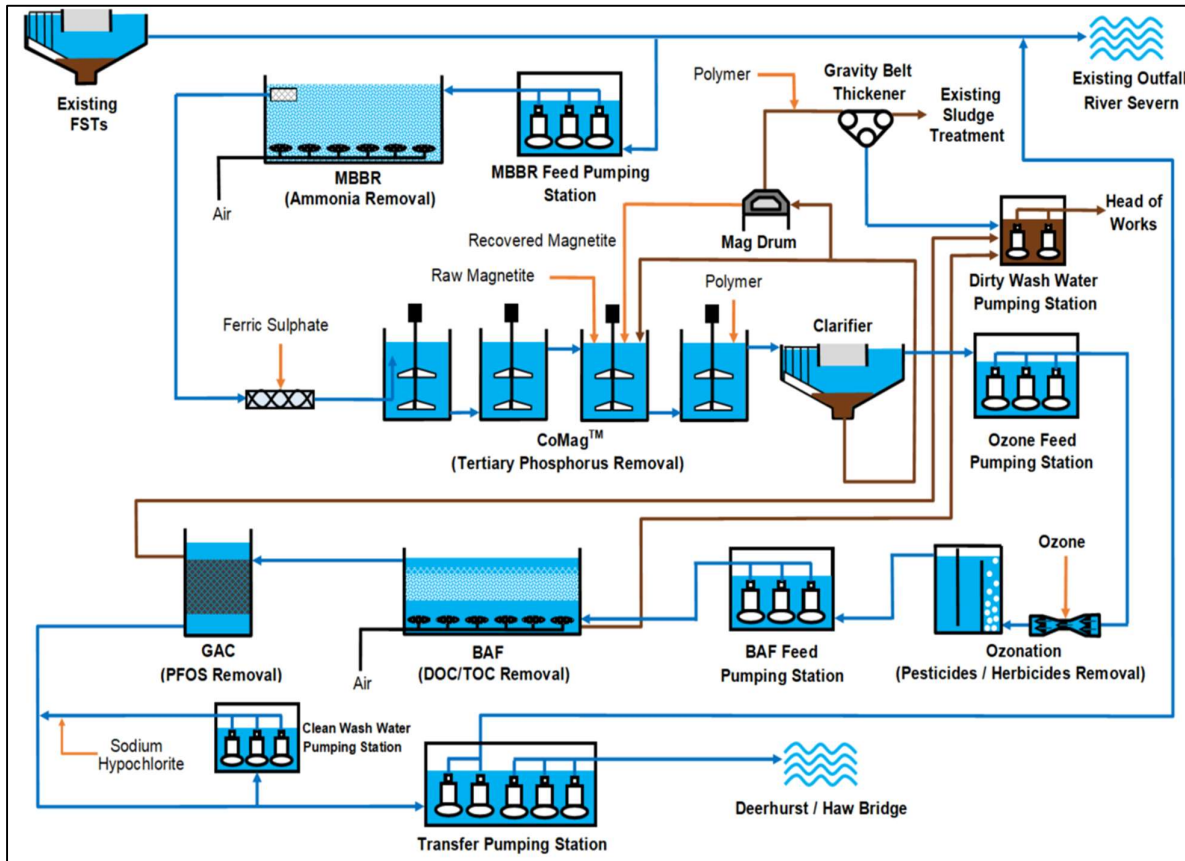 Existing
FSTs
Existing Outfall
River Severn
Polymer
Gravity Belt
Thickener
Existing
Sludge
Treatment
MBBR
(Ammonia Removal)
Air
MBBR Feed Pumping
Station
Mag Drum
Head of
Works
Dirty Wash Water
Pumping Station
Recovered Magnetite
Raw Magnetite
Polymer
Clarifier
Ferric Sulphate
CoMag™
(Tertiary Phosphorus Removal)
Ozone Feed
Pumping Station
Ozone
GAC
(PFOS Removal)
BAF
(DOC/TOC Removal)
Air
BAF Feed
Pumping Station
Ozonation
(Pesticides / Herbicides Removal)
Sodium
Hypochlorite
Clean Wash Water
Pumping Station
Transfer Pumping Station
Deerhurst / Haw Bridge